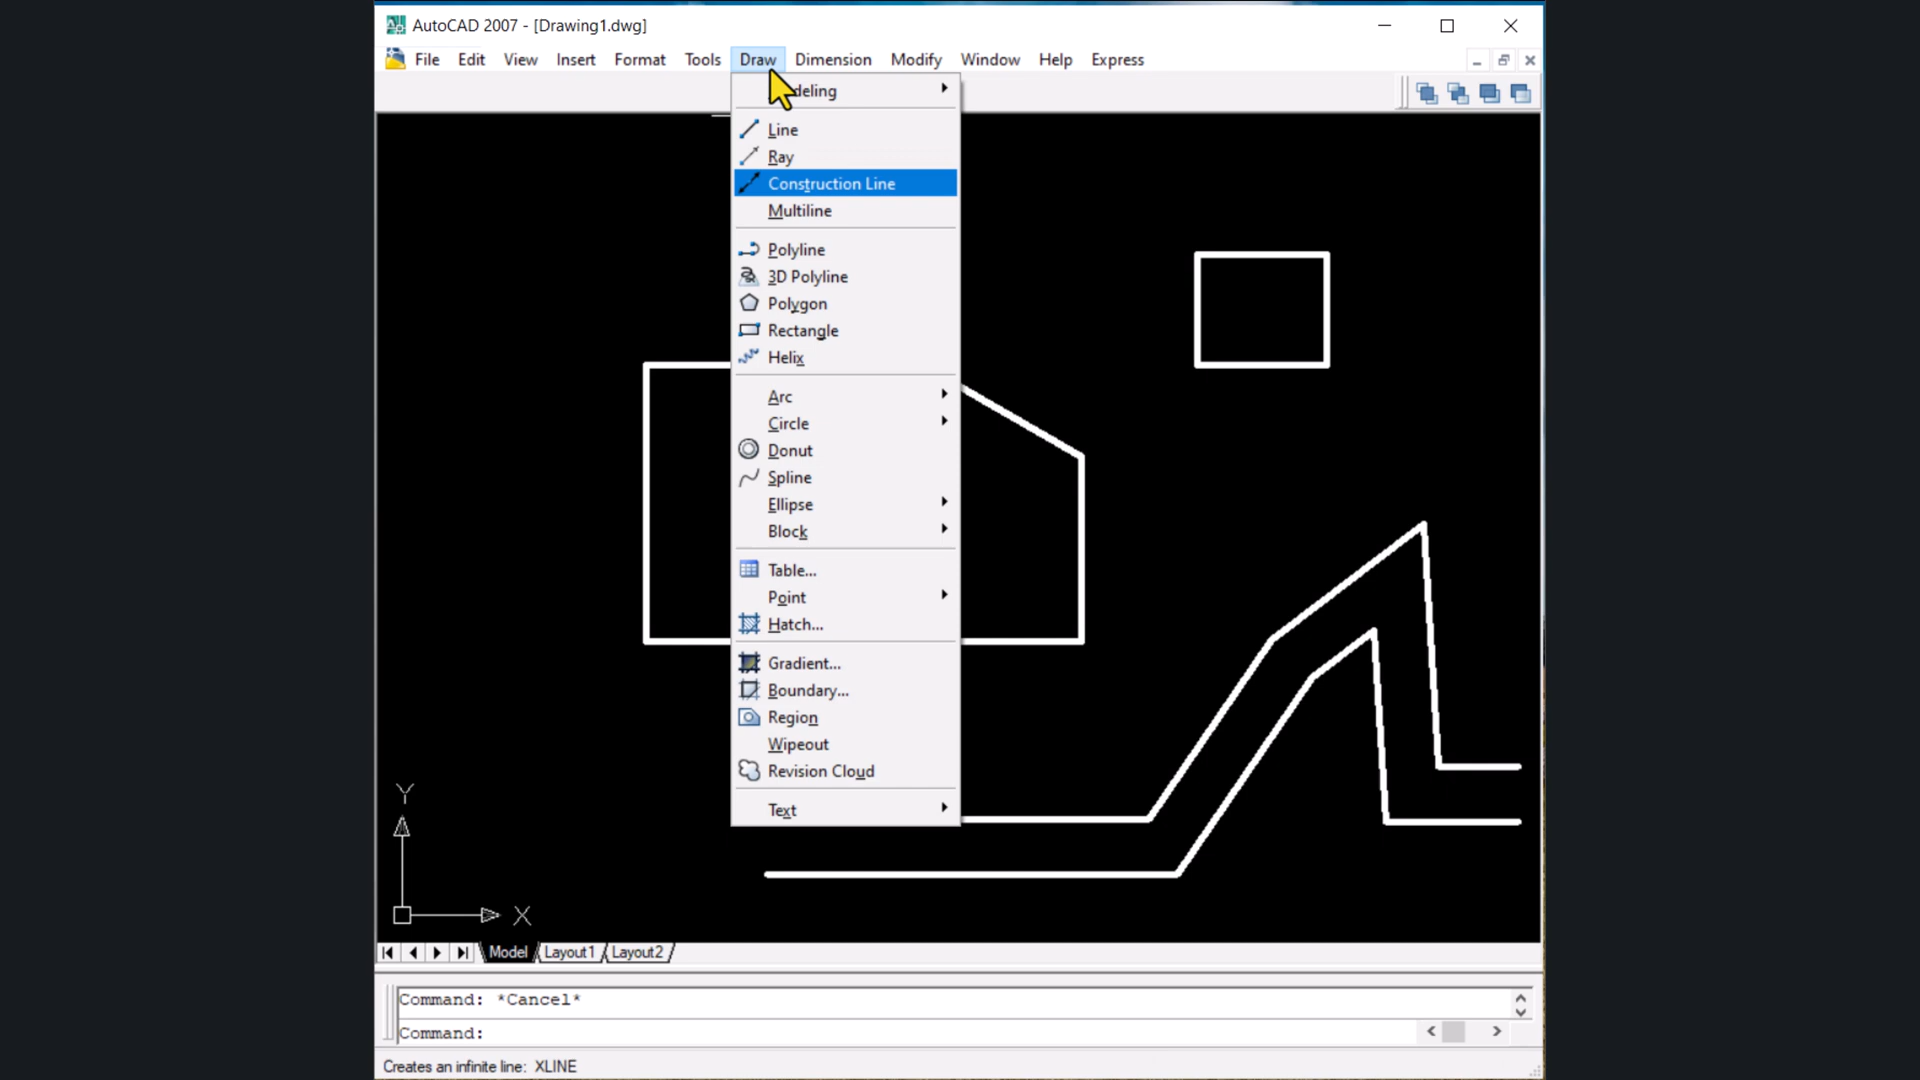 AutoCAD 2007 - [Drawing1.dwg]
File Edit View Insert Format Tools Draw Dimension Modify Window Help Express
Line
Ray
Construction Line
Multiline
Polyline
3D Polyline
Polygon
Rectangle
Helix
Arc
Circle
Donut
Spline
Ellipse
Block
Table...
Point
Hatch...
Gradient...
Boundary...
Region
Wipeout
Revision Cloud
Text
Y
X
Model Layout1 Layout2
Command: *Cancel*
Command:
Creates an infinite line: XLINE